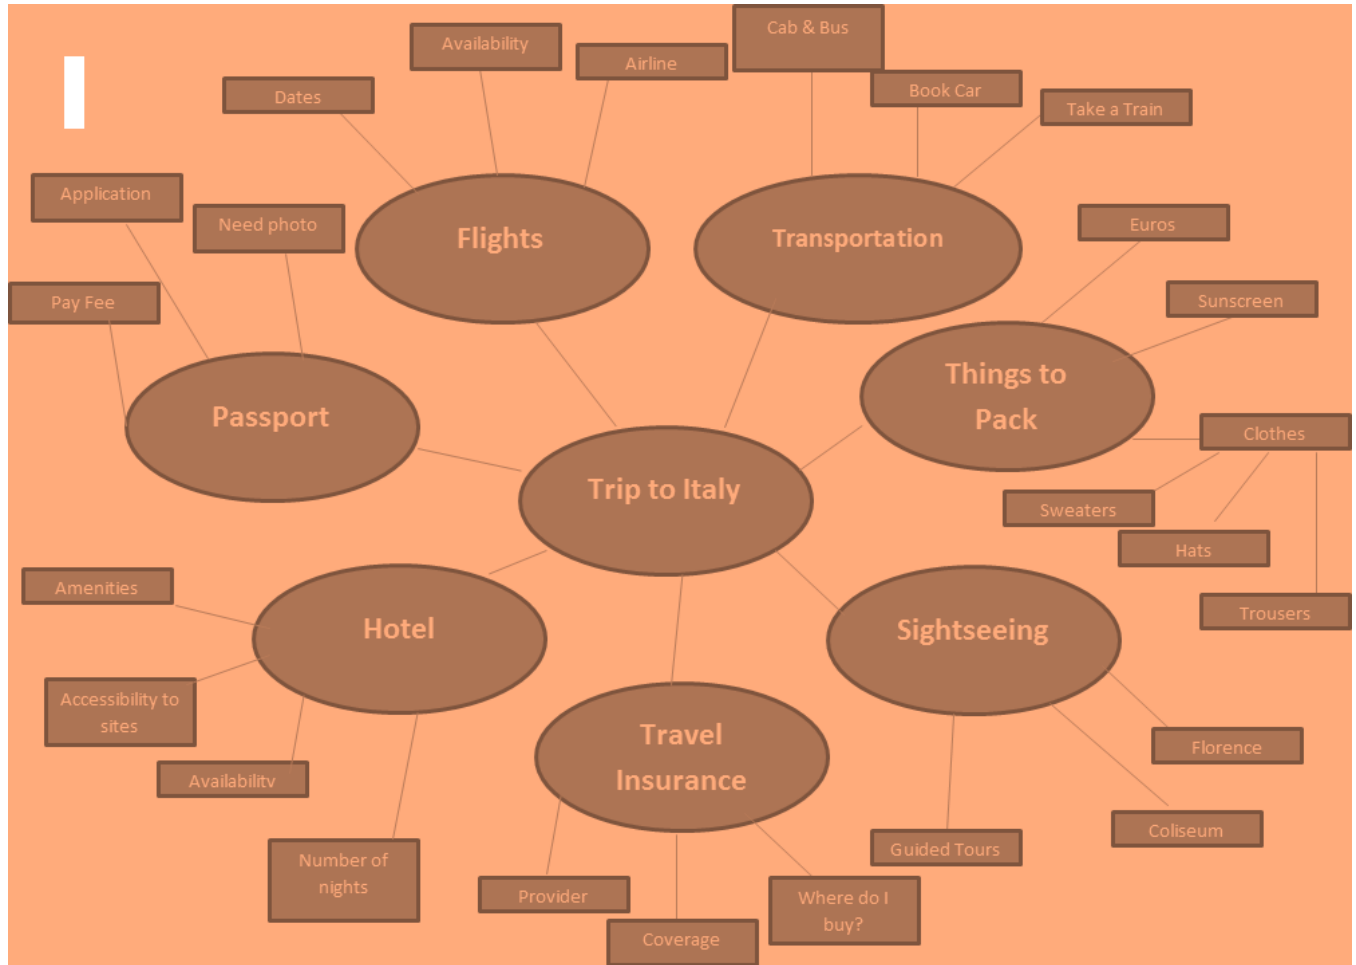 Cab & Bus
Availability
Airline
Book Car
Dates
Take a Train
Application
Need photo
Euros
Flights
Transportation
Pay Fee
Sunscreen
Things to
Pack
Passport
Clothes
Trip to Italy
Sweaters
Hats
Amenities
Trousers
Hotel
Sightseeing
Accessibility to
sites
Travel
Insurance
Florence
Availability
Coliseum
Guided Tours
Number of
nights
Provider
Where do I
buy?
Coverage